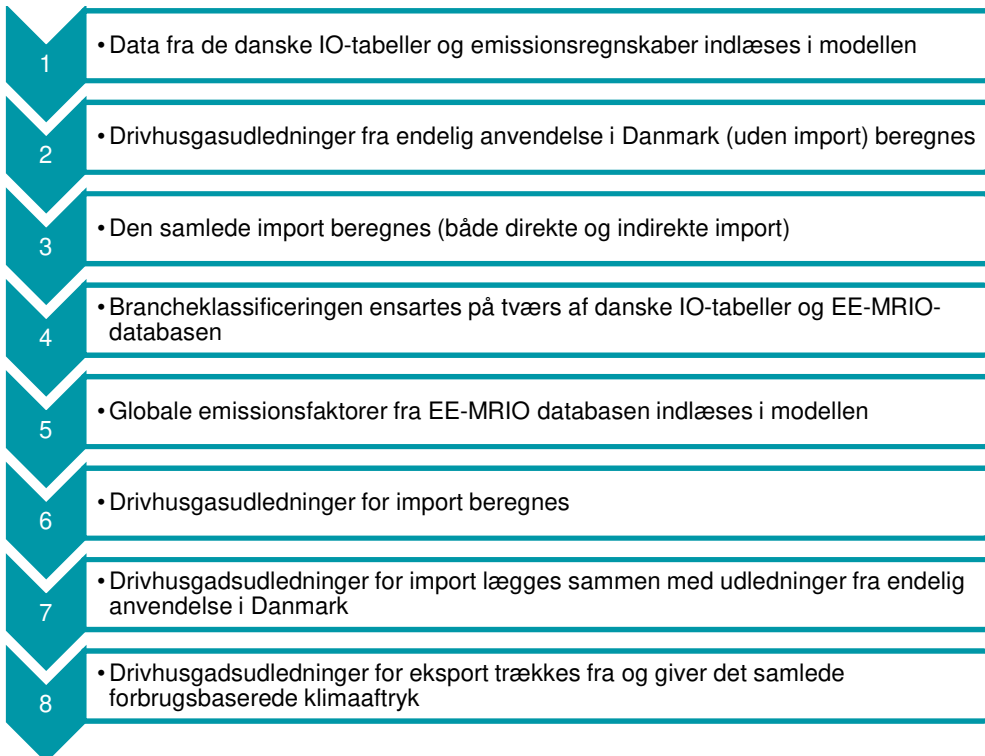 1
• Data fra de danske IO-tabeller og emissionsregnskaber indlæses i modellen
2
• Drivhusgasudledninger fra endelig anvendelse i Danmark (uden import) beregnes
3
• Den samlede import beregnes (både direkte og indirekte import)
4
• Brancheklassificeringen ensartes på tværs af danske IO-tabeller og EE-MRIO-
databasen
5
• Globale emissionsfaktorer fra EE-MRIO databasen indlæses i modellen
6
• Drivhusgasudledninger for import beregnes
7
• Drivhusgadsudledninger for import lægges sammen med udledninger fra endelig
anvendelse i Danmark
8
• Drivhusgadsudledninger for eksport trækkes fra og giver det samlede
forbrugsbaserede klimaaftryk